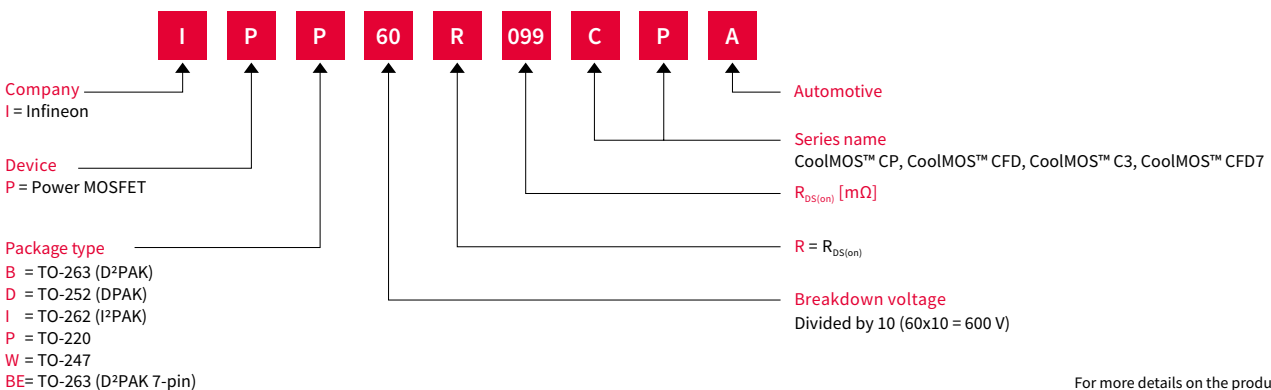 I P P 60 R 099 C P A
Company
I = Infineon
Device
P = Power MOSFET
Package type
B = TO-263 (D²PAK)
D = TO-252 (DPAK)
I = TO-262 (I²PAK)
P = TO-220
W = TO-247
BE= TO-263 (D²PAK 7-pin)
Automotive
Series name
CoolMOS™ CP, CoolMOS™ CFD, CoolMOS™ C3, CoolMOS™ CFD7
RDS(on) [mΩ]
R = RDS(on)
Breakdown voltage
Divided by 10 (60x10 = 600 V)
For more details on the produ